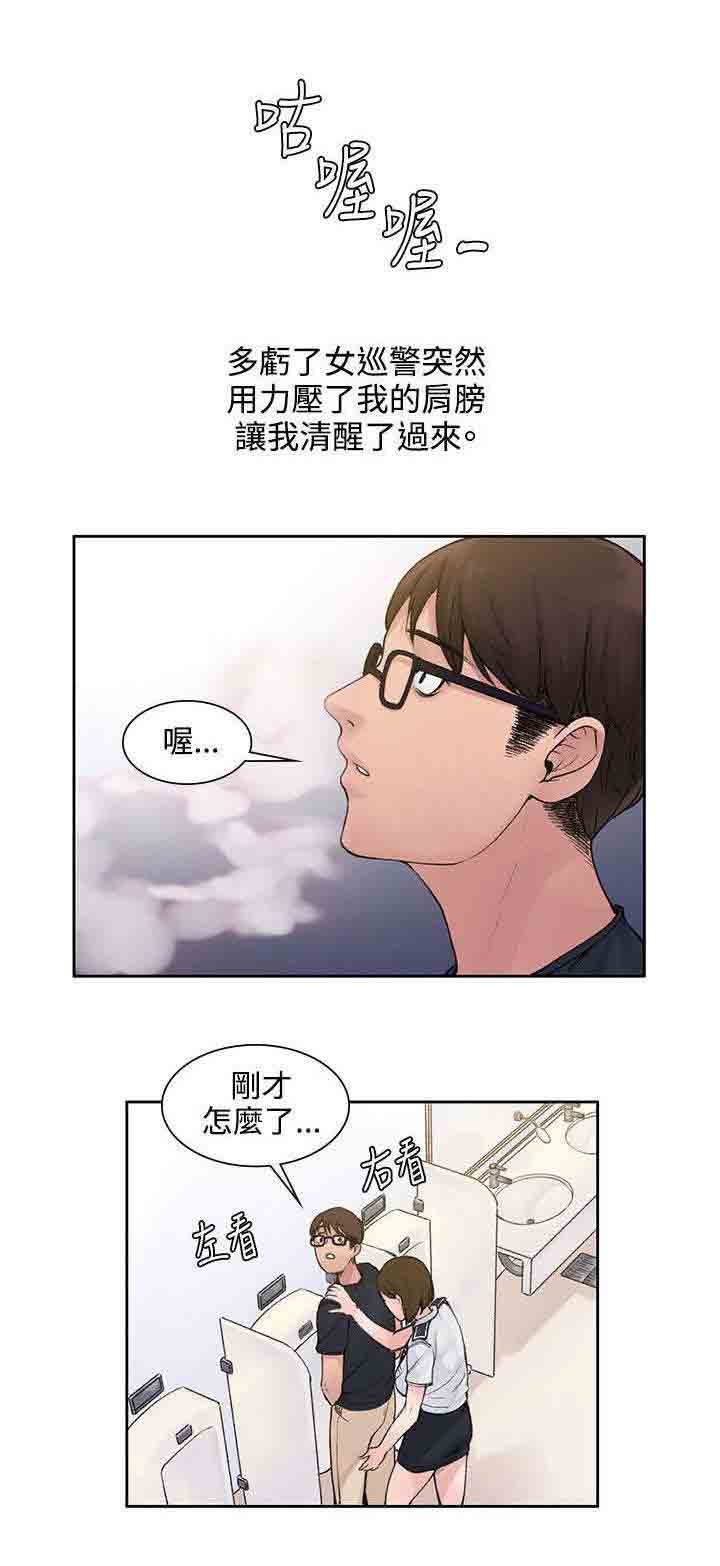 咕喔喔~
多虧了女巡警突然
用力壓了我的肩膀
讓我清醒了過來。
喔...
剛才
怎麼了...
右看
左看